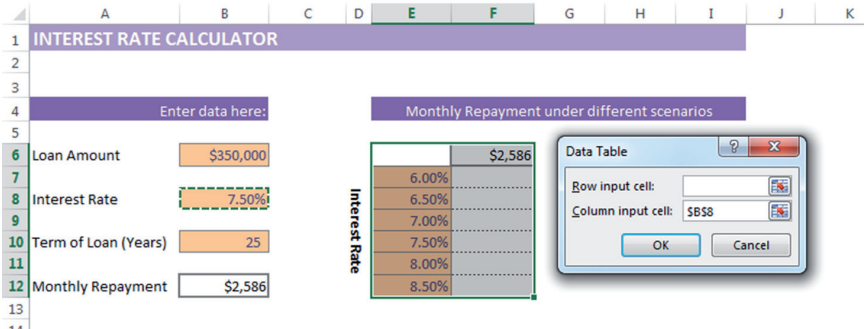 A B C D E F G H I J K
1 INTEREST RATE CALCULATOR
2
3
4 Enter data here: Monthly Repayment under different scenarios
5
6 Loan Amount $350,000 $2,586
7 6.00%
8 Interest Rate 7.50% 6.50%
9 7.00%
10 Term of Loan (Years) 25 7.50%
11 8.00%
12 Monthly Repayment $2,586 8.50%
13
14
Interest Rate
Data Table
Row input cell:
Column input cell: $B$8
OK Cancel